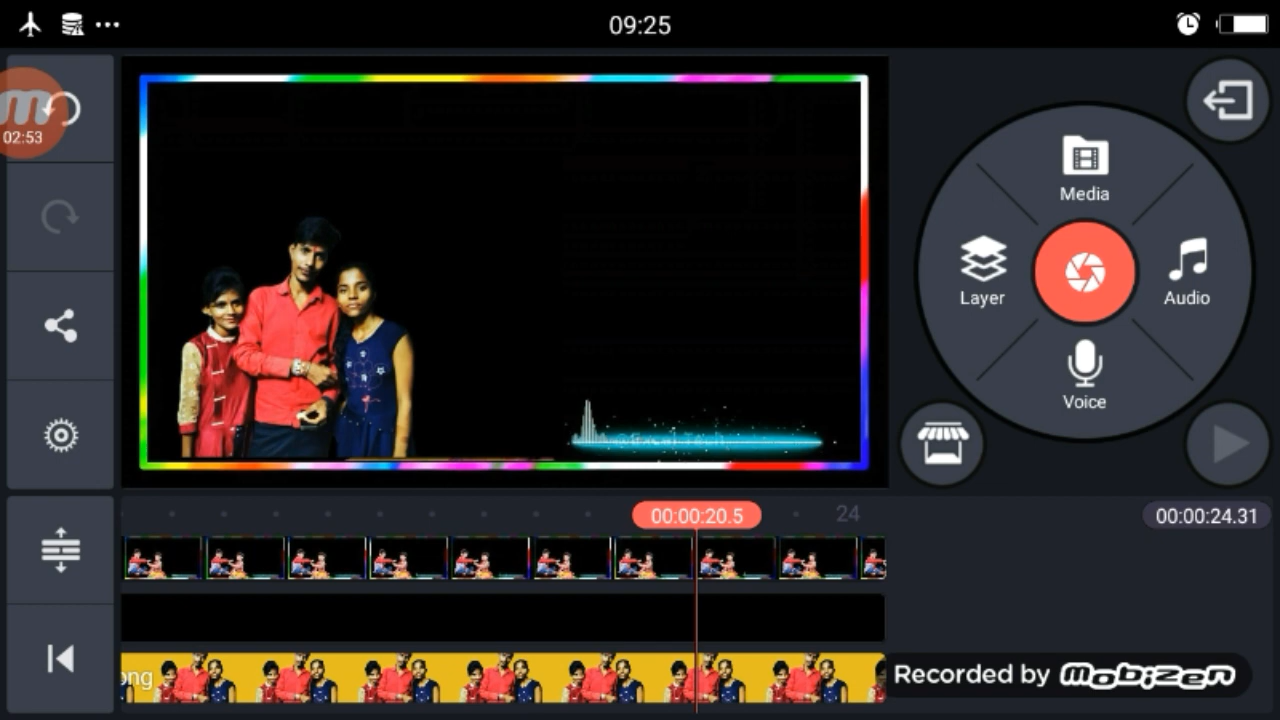 09:25
02:53
Media
Layer
Audio
Voice
00:00:20.5
24
00:00:24.31
ong
Recorded by mobizen